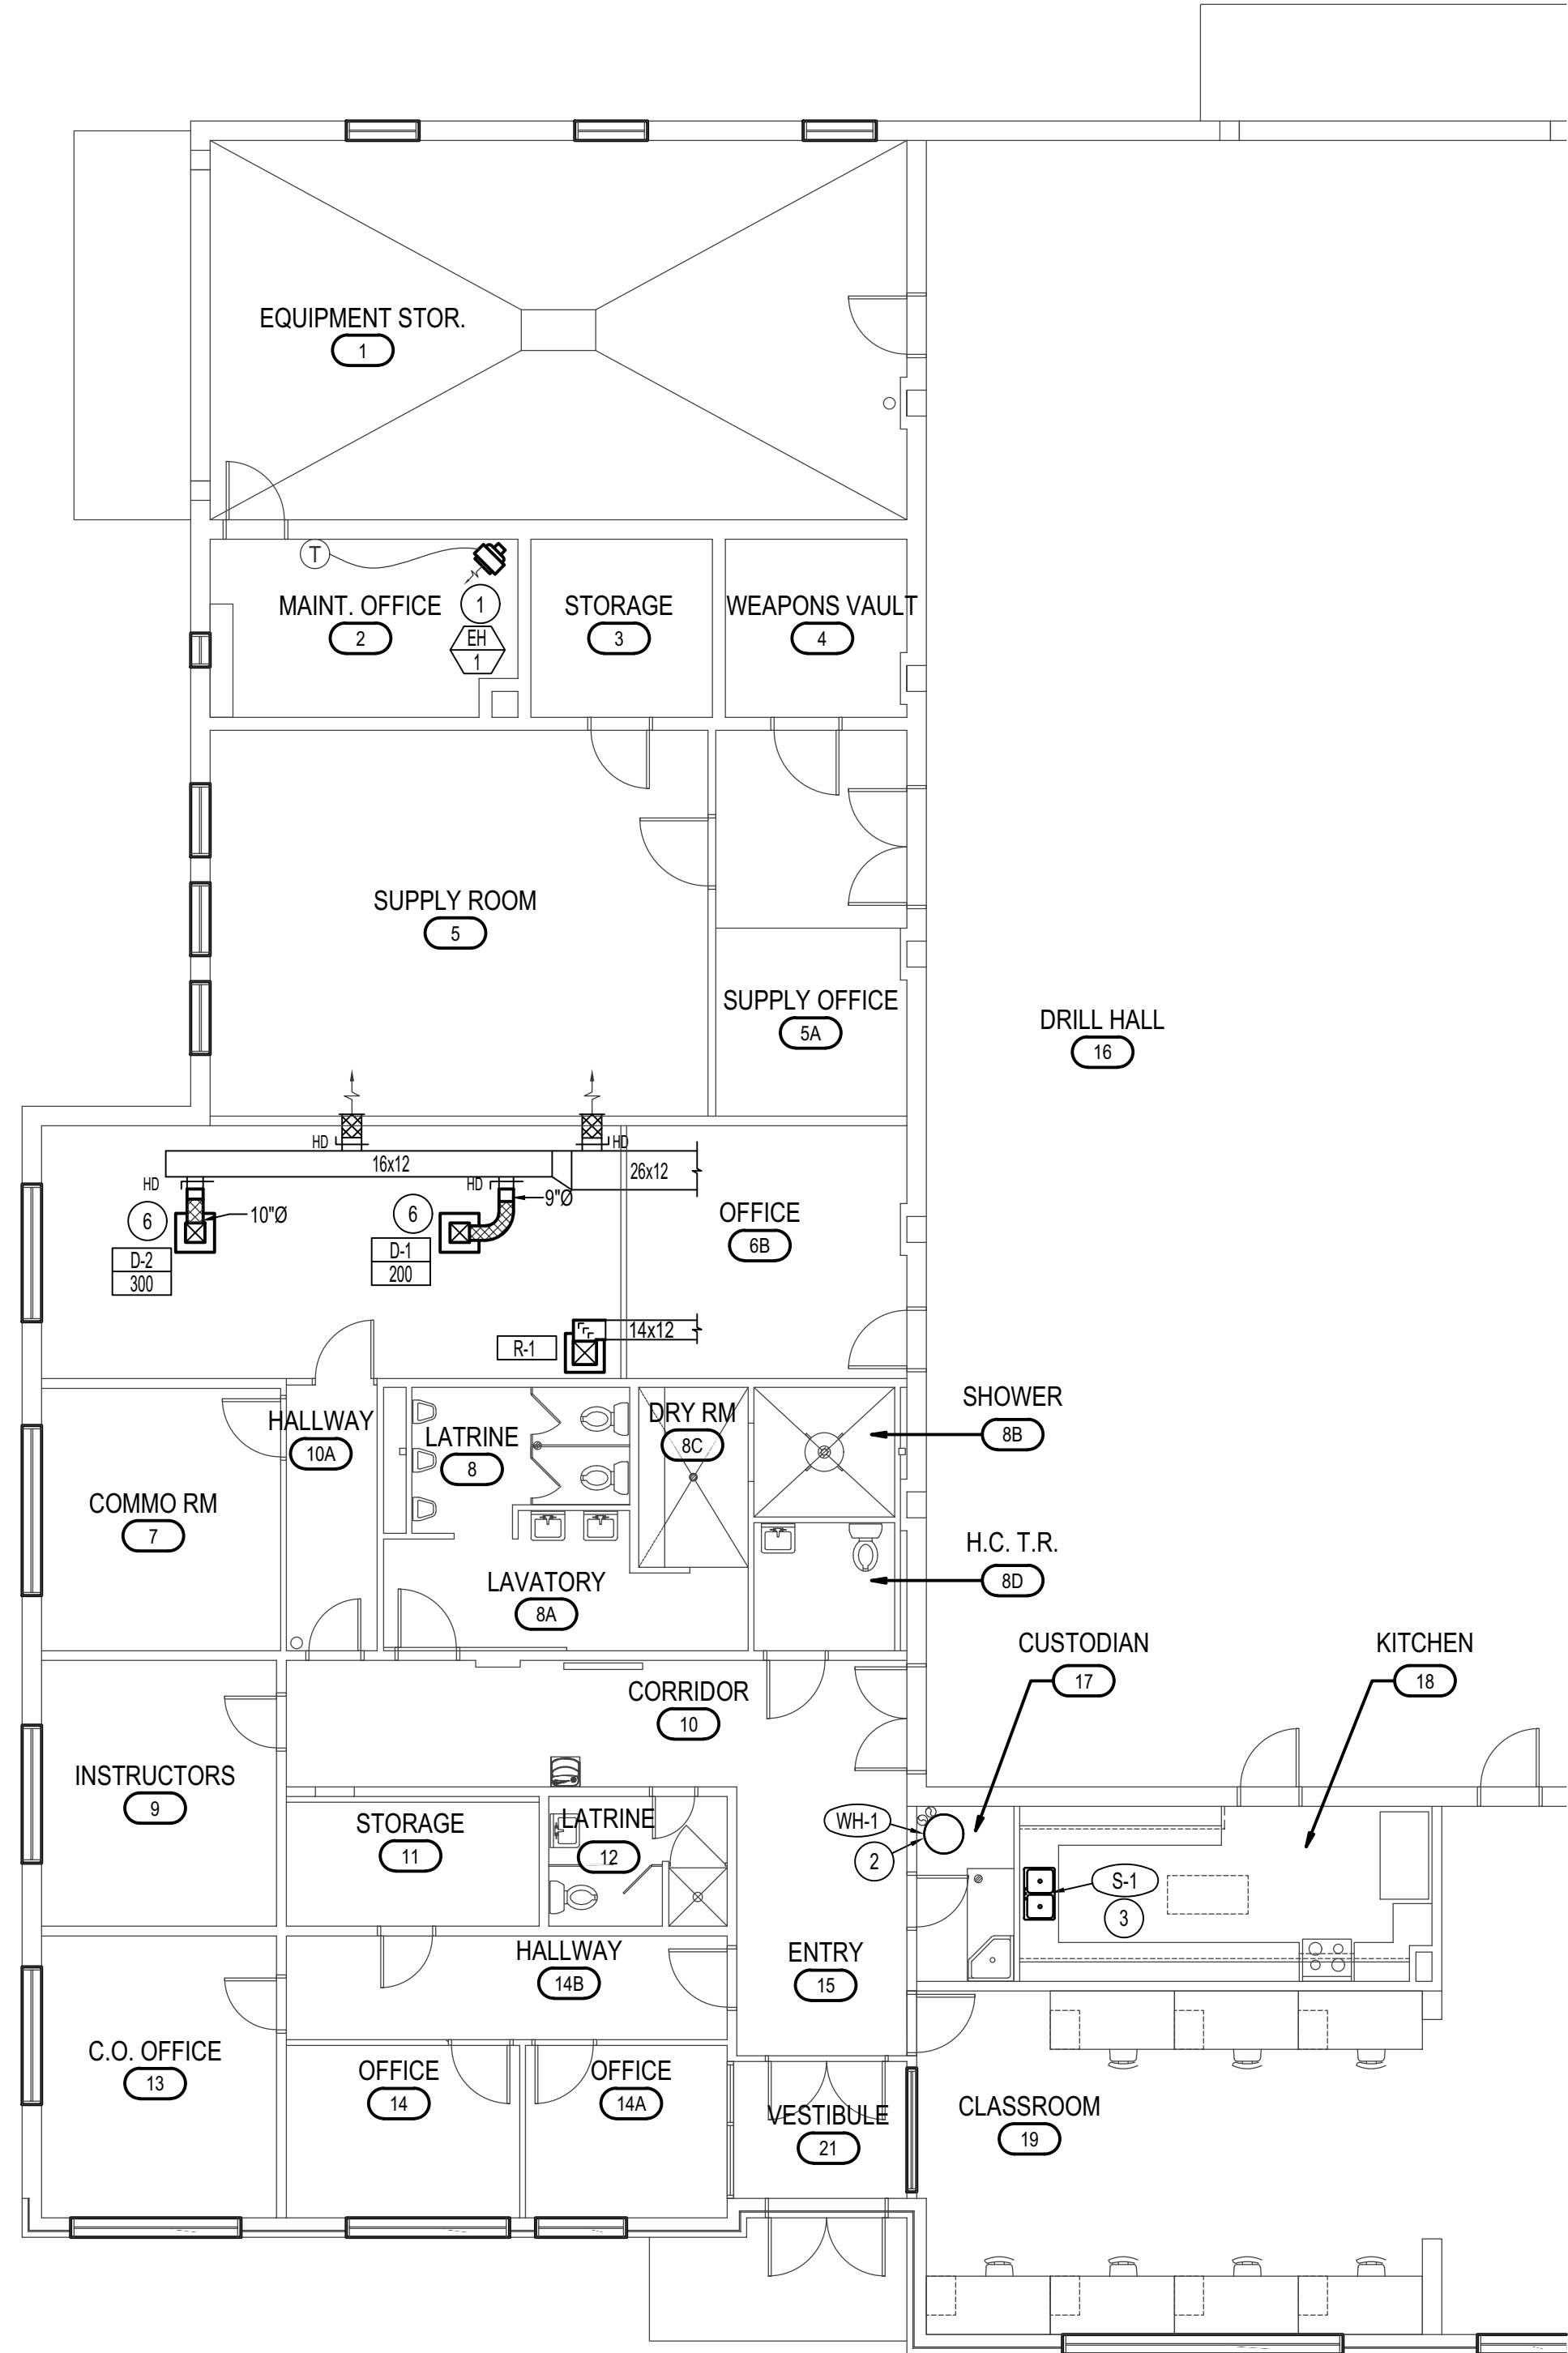 EQUIPMENT STOR.
1
T
MAINT. OFFICE
2
1
EH
1
STORAGE
3
WEAPONS VAULT
4
SUPPLY ROOM
5
SUPPLY OFFICE
5A
DRILL HALL
16
HD
HD
16x12
26x12
HD
HD
6
10"Ø
6
9"Ø
D-2
300
D-1
200
OFFICE
6B
R-1
14x12
HALLWAY
10A
LATRINE
8
DRY RM
8C
SHOWER
8B
COMMO RM
7
LAVATORY
8A
H.C. T.R.
8D
CUSTODIAN
17
KITCHEN
18
CORRIDOR
10
INSTRUCTORS
9
STORAGE
11
LATRINE
12
WH-1
2
S-1
3
HALLWAY
14B
ENTRY
15
C.O. OFFICE
13
OFFICE
14
OFFICE
14A
VESTIBULE
21
CLASSROOM
19